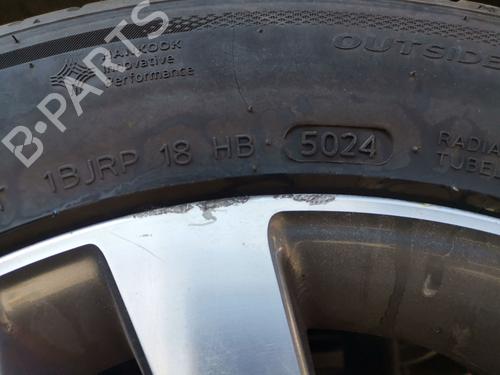 HANKOOK
Innovative
Performance
OUTSIDE
1BJRP 18 HB 5024
RADIA
TUBEL
B-PARTS